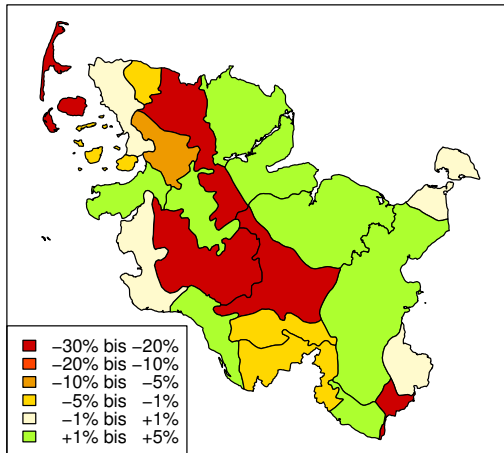 −30% bis −20%
−20% bis −10%
−10% bis −5%
−5% bis −1%
−1% bis +1%
+1% bis +5%